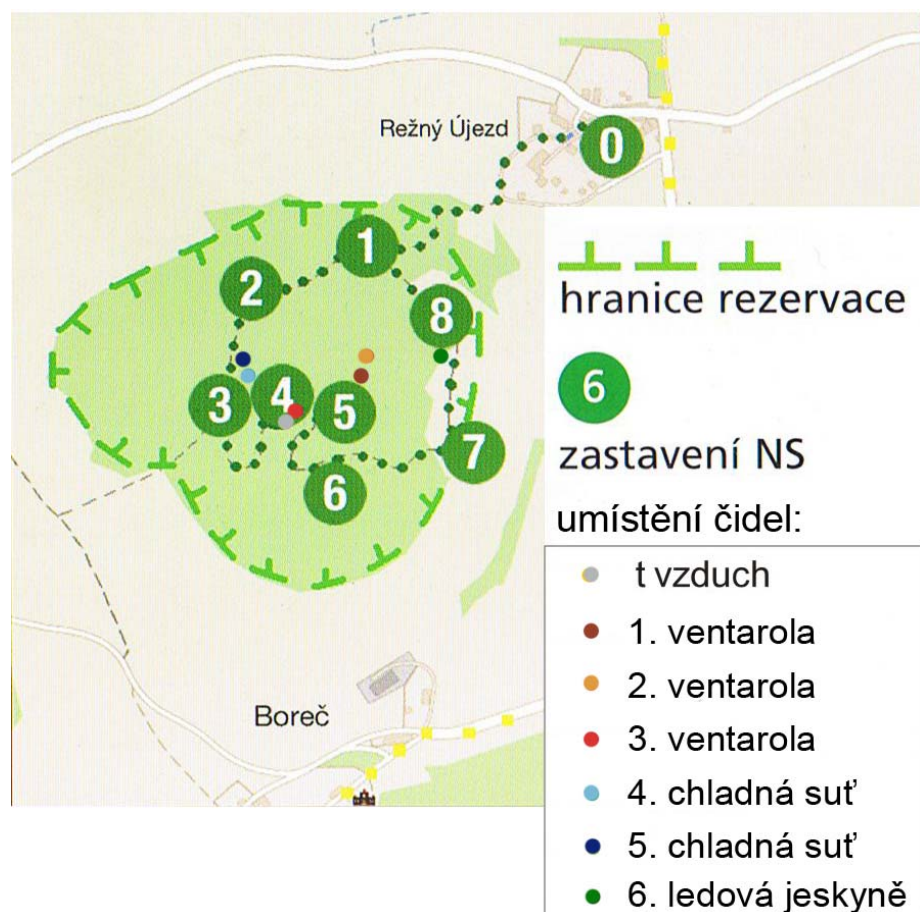 Režný Újezd
0
1
2
8
3
4
5
7
6
Boreč
hranice rezervace
6
zastavení NS
umístění čidel:
t vzduch
1. ventarola
2. ventarola
3. ventarola
4. chladná suť
5. chladná suť
6. ledová jeskyně